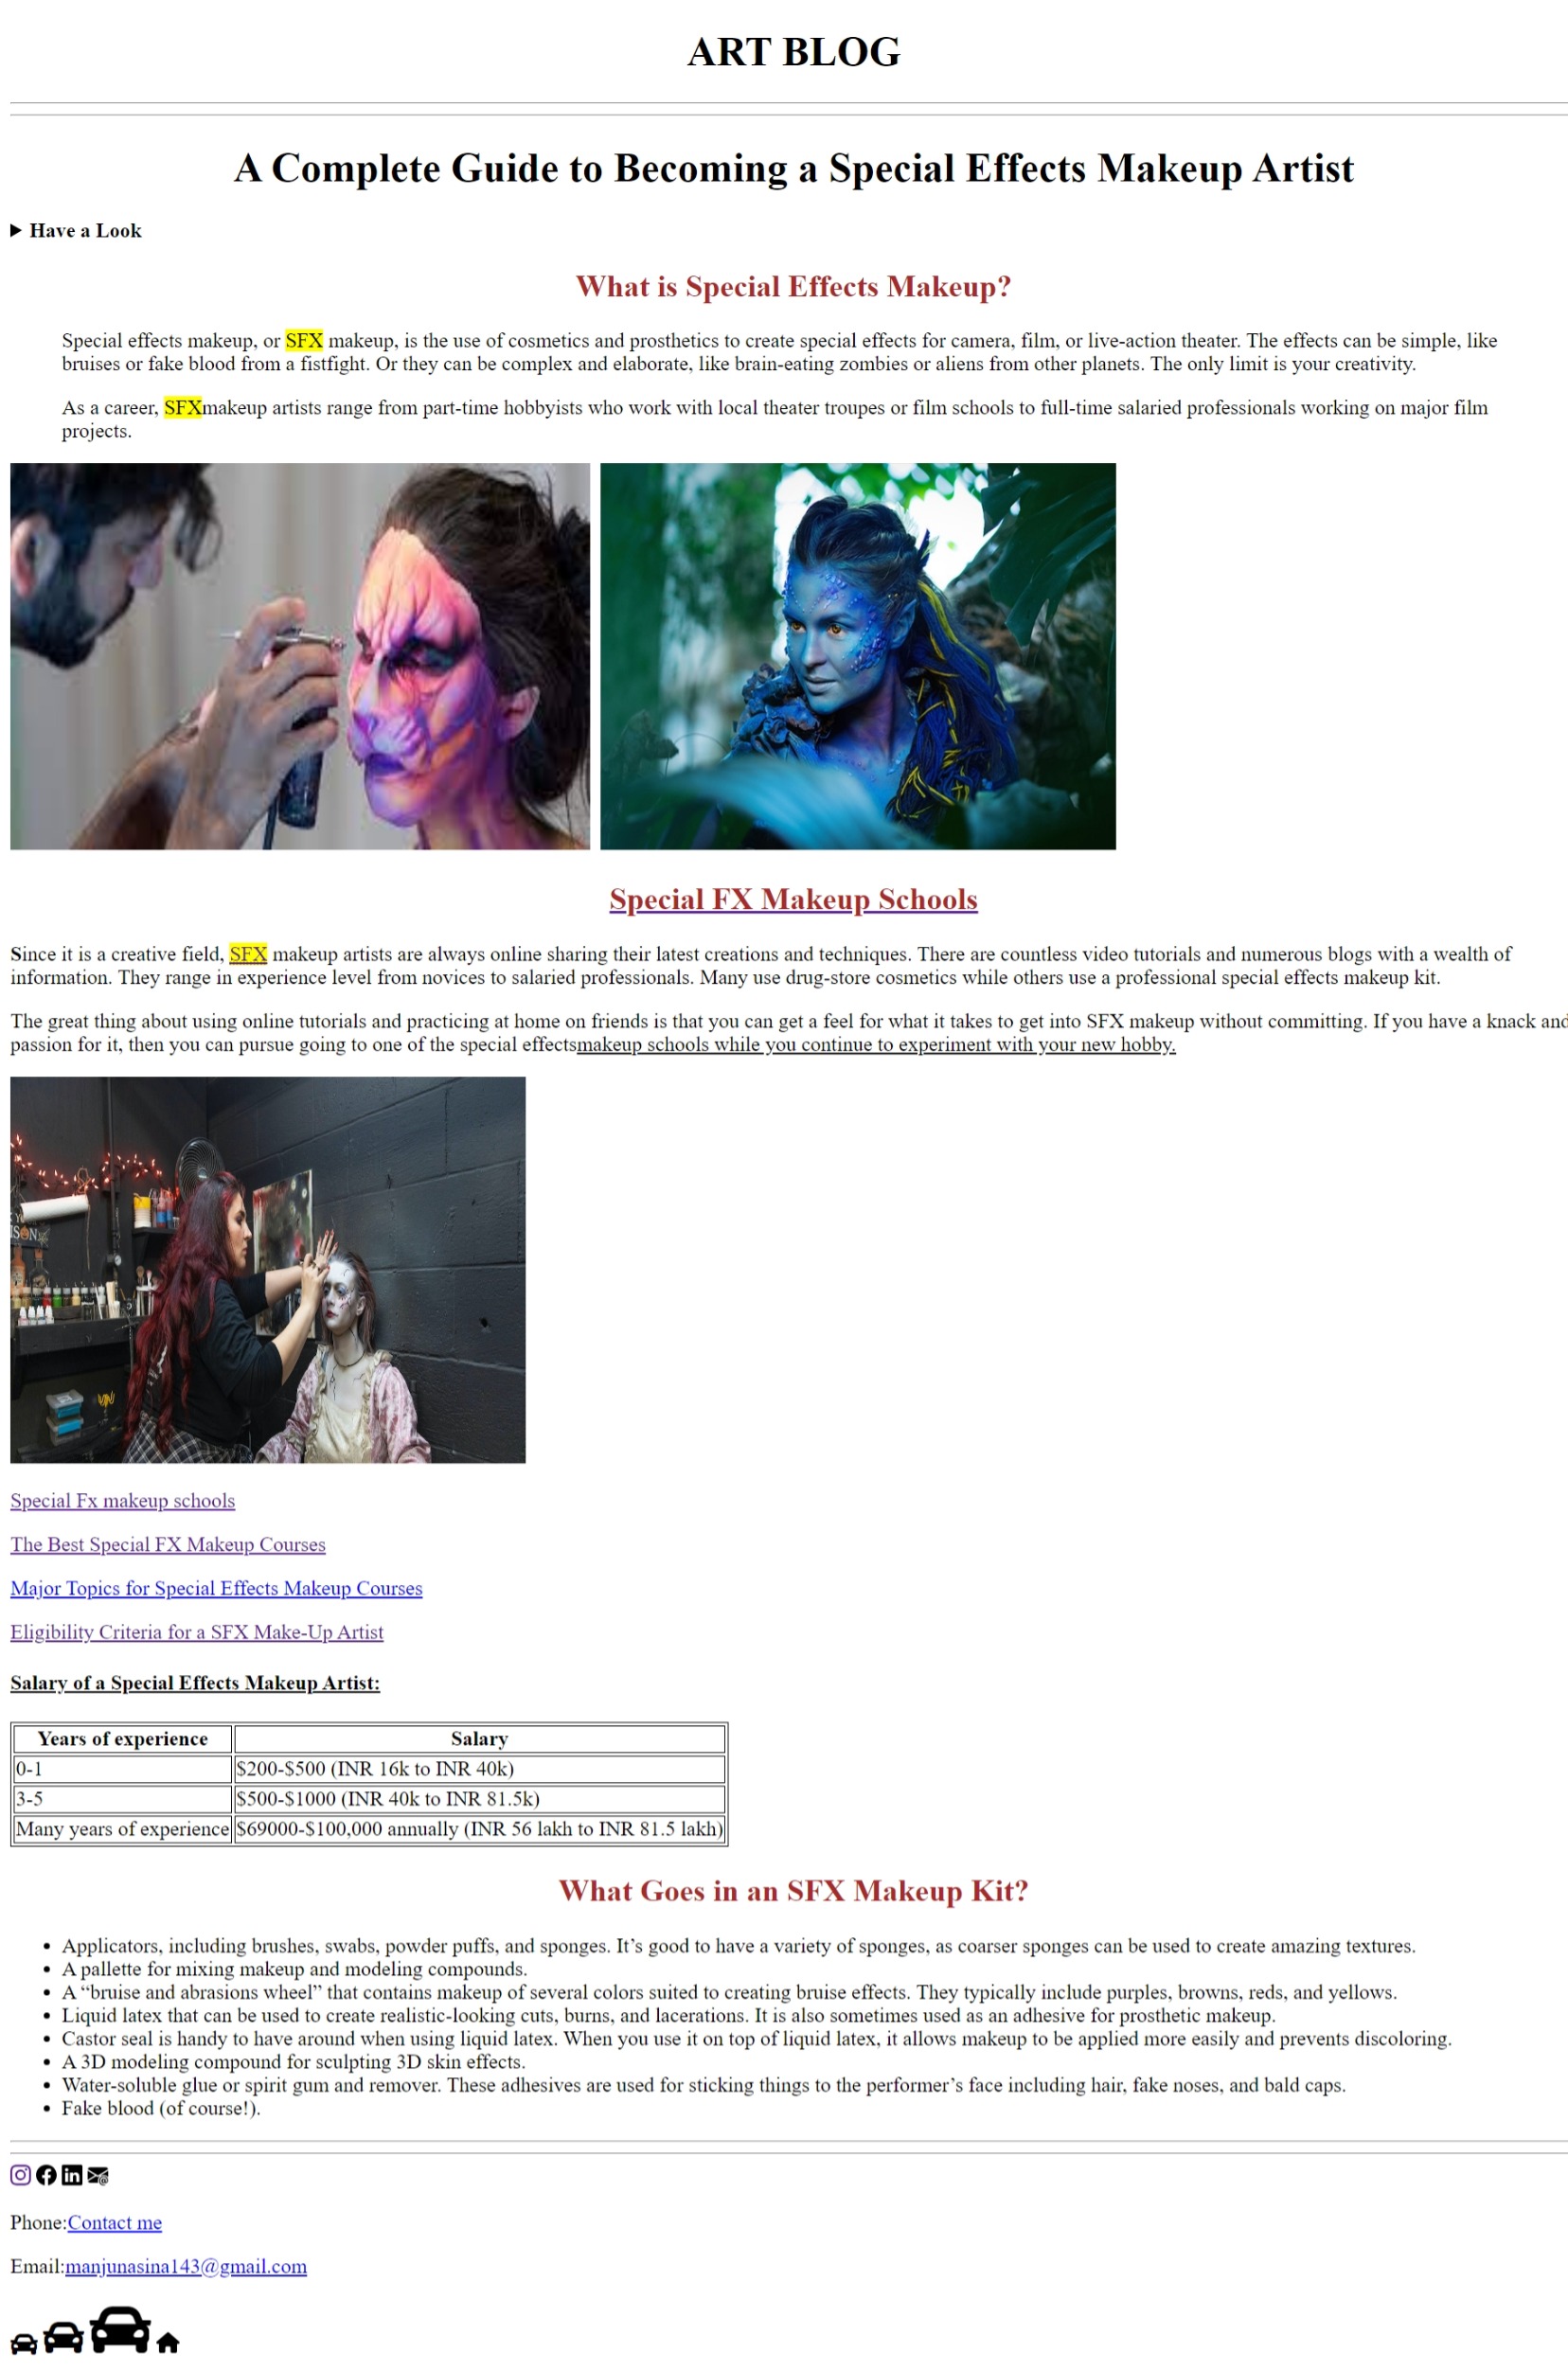 ART BLOG
A Complete Guide to Becoming a Special Effects Makeup Artist
Have a Look
What is Special Effects Makeup?
Special effects makeup, or SFX makeup, is the use of cosmetics and prosthetics to create special effects for camera, film, or live-action theater. The effects can be simple, like
bruises or fake blood from a fistfight. Or they can be complex and elaborate, like brain-eating zombies or aliens from other planets. The only limit is your creativity.
As a career, SFXmakeup artists range from part-time hobbyists who work with local theater troupes or film schools to full-time salaried professionals working on major film
projects.
Special FX Makeup Schools
Since it is a creative field, SFX makeup artists are always online sharing their latest creations and techniques. There are countless video tutorials and numerous blogs with a wealth of
information. They range in experience level from novices to salaried professionals. Many use drug-store cosmetics while others use a professional special effects makeup kit.
The great thing about using online tutorials and practicing at home on friends is that you can get a feel for what it takes to get into SFX makeup without committing. If you have a knack and
passion for it, then you can pursue going to one of the special effectsmakeup schools while you continue to experiment with your new hobby.
Special Fx makeup schools
The Best Special FX Makeup Courses
Major Topics for Special Effects Makeup Courses
Eligibility Criteria for a SFX Make-Up Artist
Salary of a Special Effects Makeup Artist:
Years of experience Salary
0-1 $200-$500 (INR 16k to INR 40k)
3-5 $500-$1000 (INR 40k to INR 81.5k)
Many years of experience $69000-$100,000 annually (INR 56 lakh to INR 81.5 lakh)
What Goes in an SFX Makeup Kit?
• Applicators, including brushes, swabs, powder puffs, and sponges. It’s good to have a variety of sponges, as coarser sponges can be used to create amazing textures.
• A pallette for mixing makeup and modeling compounds.
• A “bruise and abrasions wheel” that contains makeup of several colors suited to creating bruise effects. They typically include purples, browns, reds, and yellows.
• Liquid latex that can be used to create realistic-looking cuts, burns, and lacerations. It is also sometimes used as an adhesive for prosthetic makeup.
• Castor seal is handy to have around when using liquid latex. When you use it on top of liquid latex, it allows makeup to be applied more easily and prevents discoloring.
• A 3D modeling compound for sculpting 3D skin effects.
• Water-soluble glue or spirit gum and remover. These adhesives are used for sticking things to the performer’s face including hair, fake noses, and bald caps.
• Fake blood (of course!).
Phone:Contact me
Email:manjunasina143@gmail.com